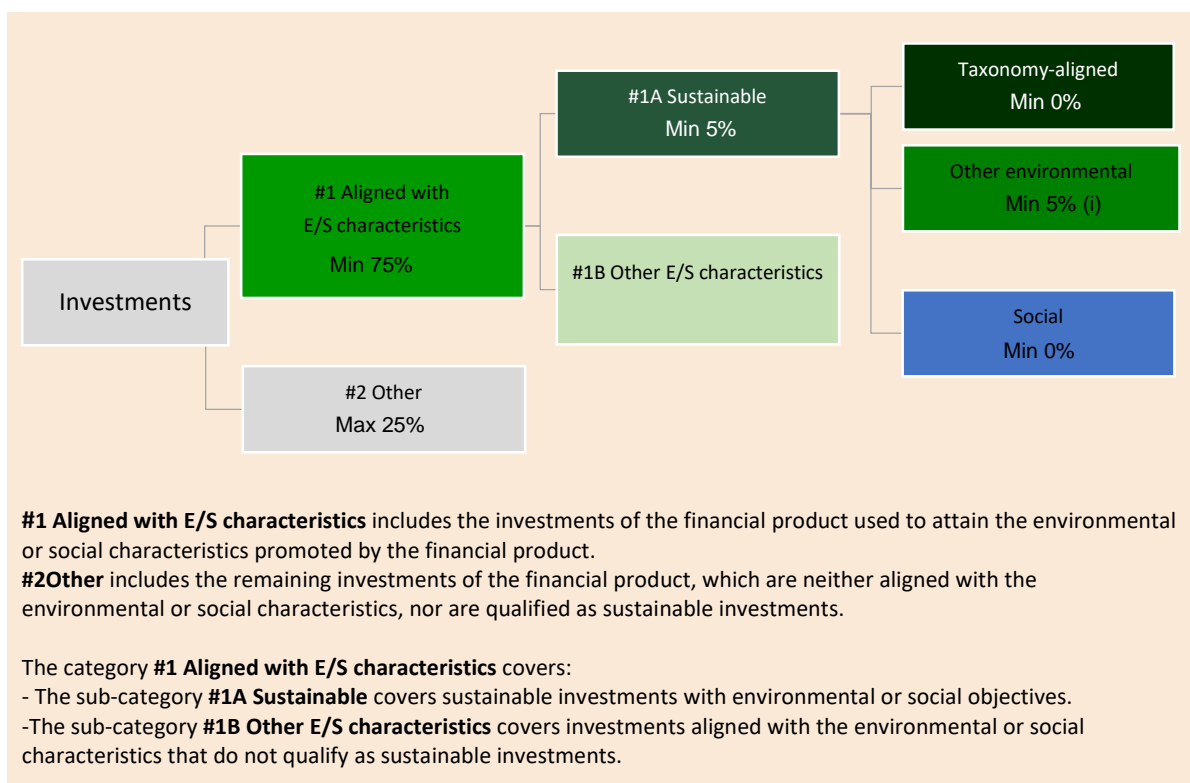 Investments
#1 Aligned with
E/S characteristics
Min 75%
#2 Other
Max 25%
#1A Sustainable
Min 5%
#1B Other E/S characteristics
Taxonomy-aligned
Min 0%
Other environmental
Min 5% (i)
Social
Min 0%
#1 Aligned with E/S characteristics includes the investments of the financial product used to attain the environmental
or social characteristics promoted by the financial product.
#2Other includes the remaining investments of the financial product, which are neither aligned with the
environmental or social characteristics, nor are qualified as sustainable investments.
The category #1 Aligned with E/S characteristics covers:
- The sub-category #1A Sustainable covers sustainable investments with environmental or social objectives.
-The sub-category #1B Other E/S characteristics covers investments aligned with the environmental or social
characteristics that do not qualify as sustainable investments.